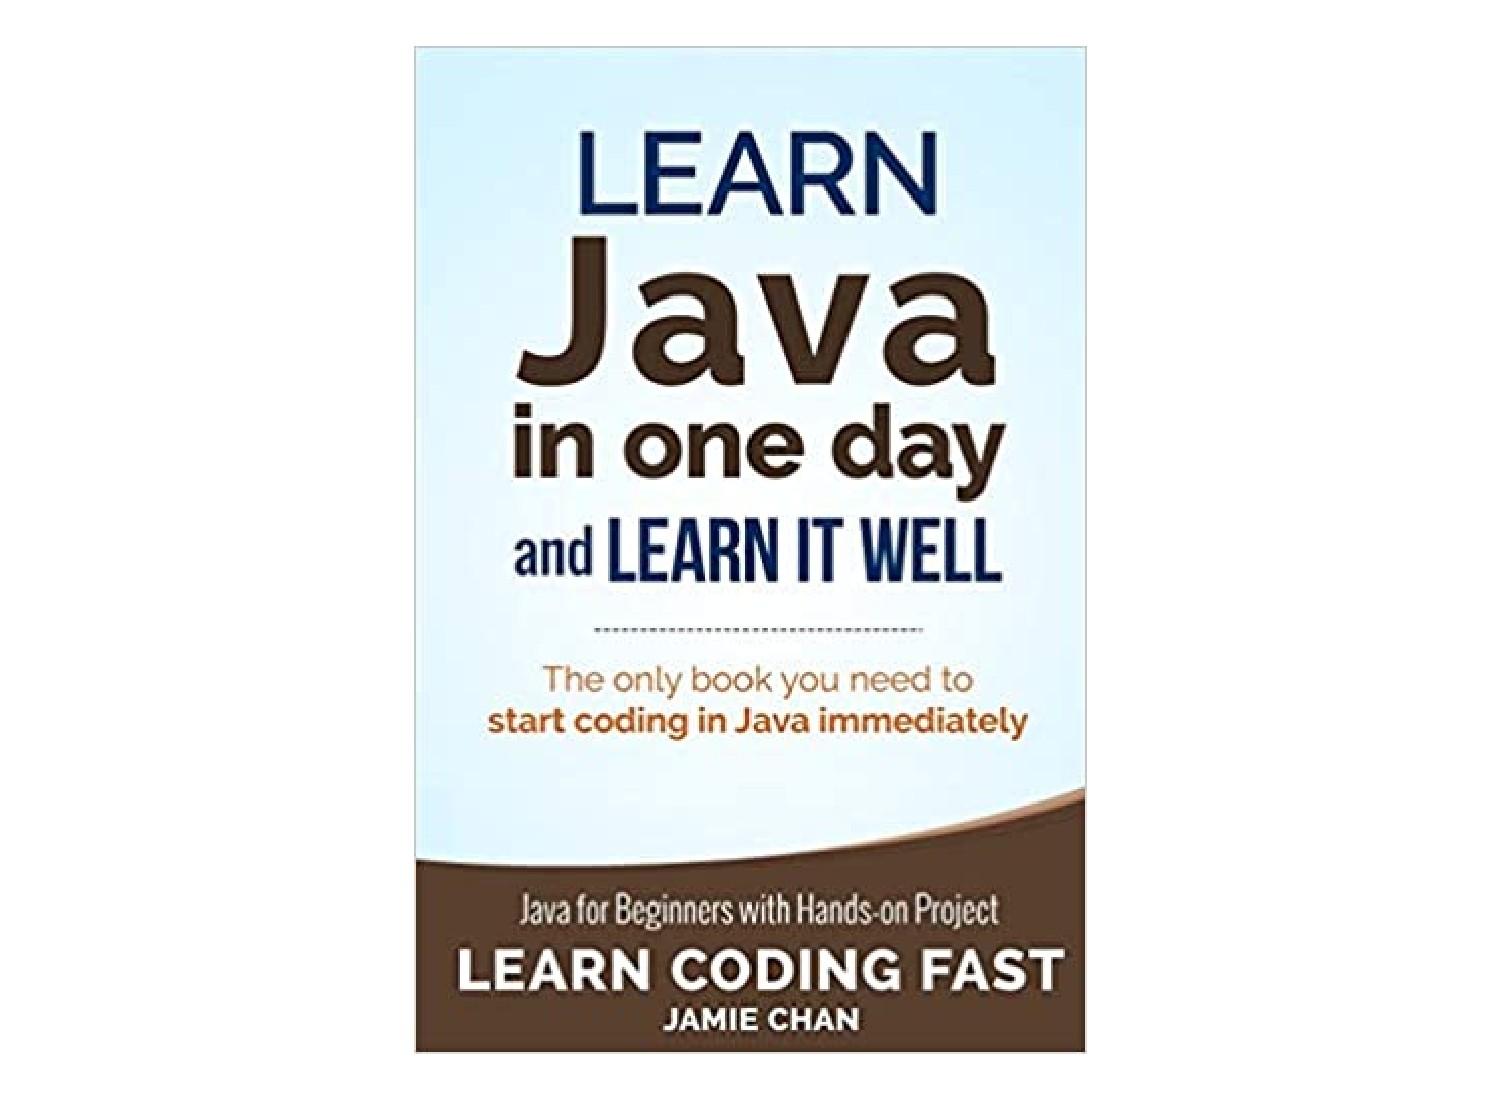 LEARN
Java
in one day
and LEARN IT WELL
The only book you need to
start coding in Java immediately
Java for Beginners with Hands-on Project
LEARN CODING FAST
JAMIE CHAN